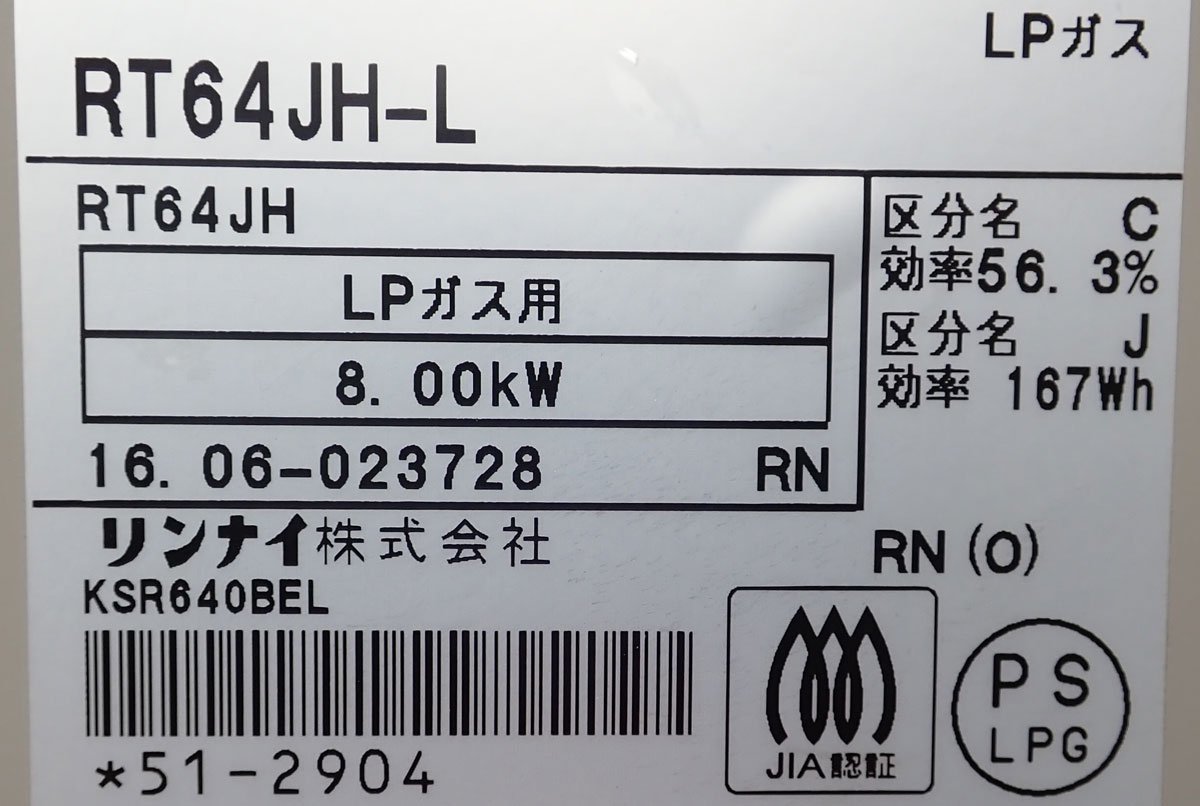 LPガス
RT64JH-L
RT64JH
LPガス用
8.00kW
16.06-023728 RN
区分名 C
効率56.3%
区分名 J
効率 167Wh
リンナイ株式会社
RN(O)
KSR640BEL
*51-2904
JIA認証
PS
LPG